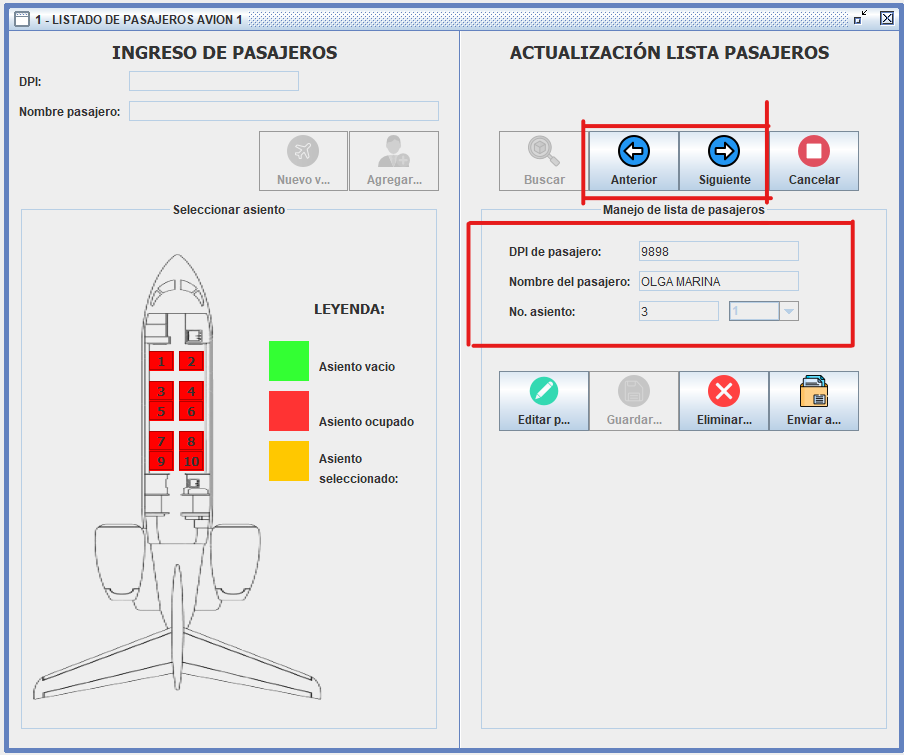 1 - LISTADO DE PASAJEROS AVION 1
INGRESO DE PASAJEROS
DPI:
Nombre pasajero:
Nuevo v...
Agregar...
Seleccionar asiento
1 2
3 4
5 6
7 8
9 10
LEYENDA:
Asiento vacio
Asiento ocupado
Asiento
seleccionado:
ACTUALIZACIÓN LISTA PASAJEROS
Buscar
Anterior
Siguiente
Cancelar
Manejo de lista de pasajeros
DPI de pasajero: 9898
Nombre del pasajero: OLGA MARINA
No. asiento: 3 1
Editar p...
Guardar...
Eliminar...
Enviar a...